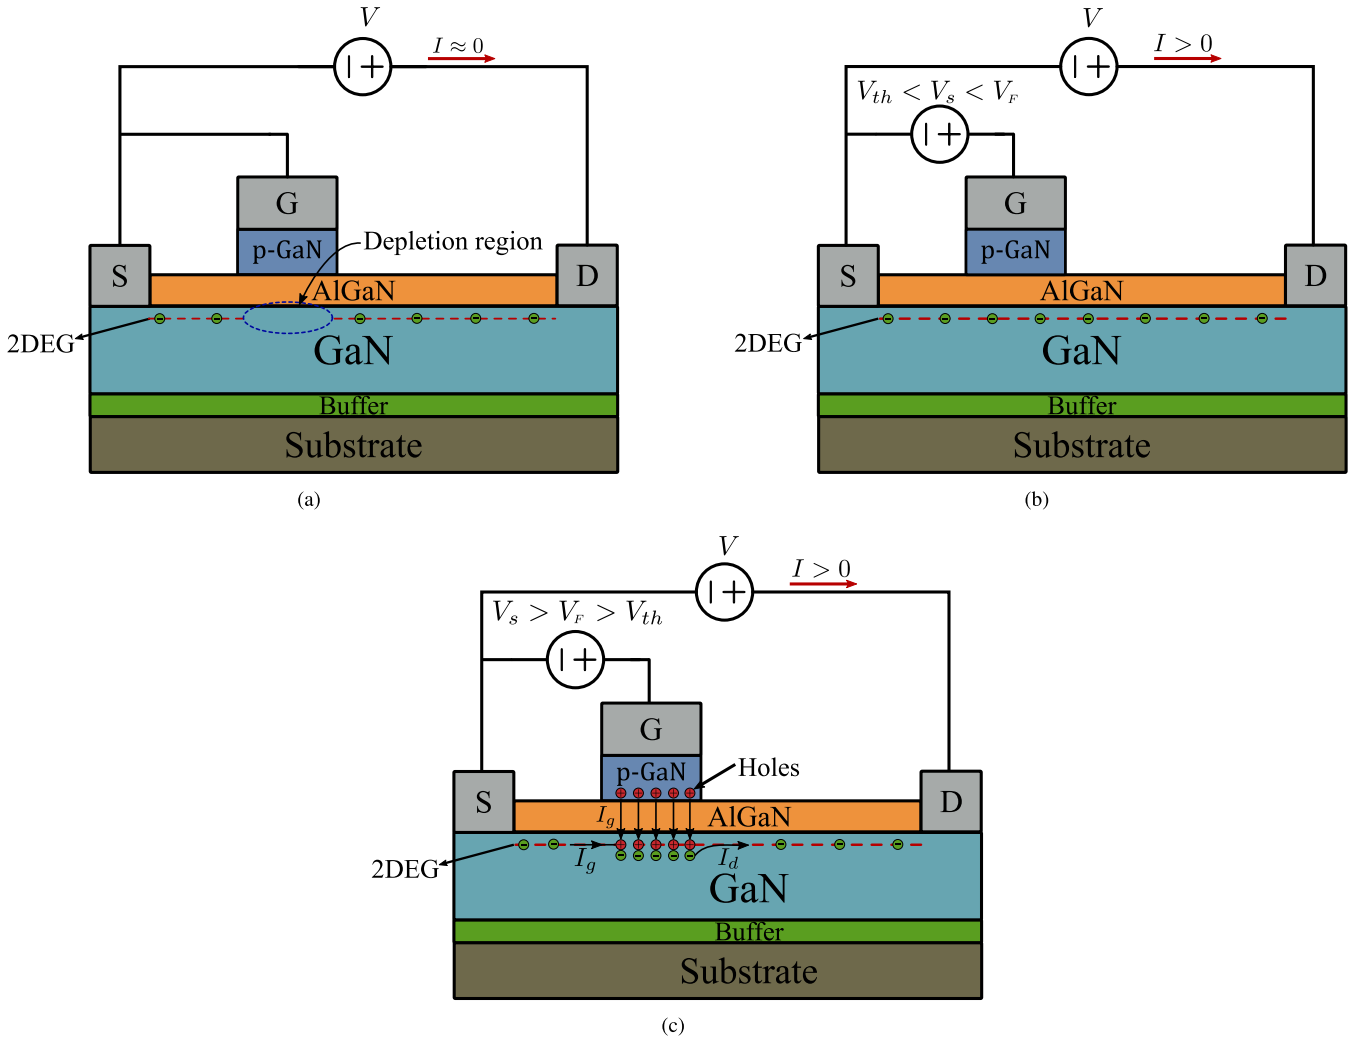 V
I ≈ 0
G
p-GaN
Depletion region
S
D
AlGaN
2DEG
GaN
Buffer
Substrate
(a)
V
I > 0
V_th < V_s < V_F
G
p-GaN
S
D
AlGaN
2DEG
GaN
Buffer
Substrate
(b)
V
I > 0
V_s > V_F > V_th
G
p-GaN
Holes
S
D
I_g
AlGaN
2DEG
I_g
I_d
GaN
Buffer
Substrate
(c)